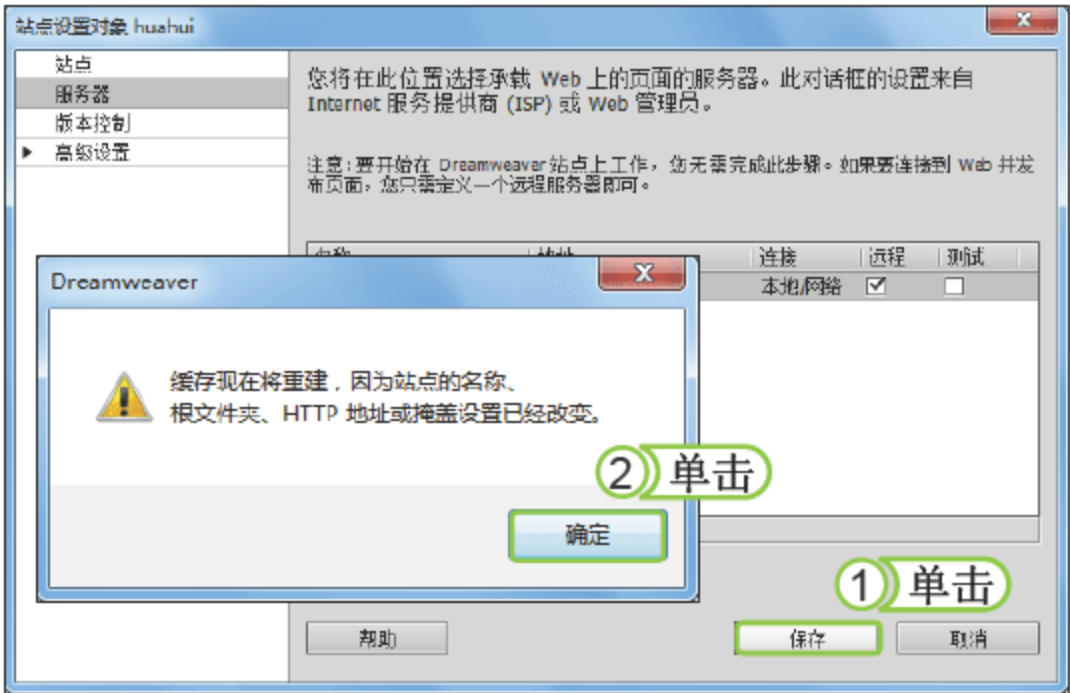 站点设置对象 huahui
站点
服务器
版本控制
高级设置
您将在此位置选择承载 Web 上的页面的服务器。此对话框的设置来自
Internet 服务提供商 (ISP) 或 Web 管理员。
注意:要开始在 Dreamweaver 站点上工作，您无需完成此步骤。如果要连接到 Web 并发
布页面，您只需定义一个远程服务器即可。
名称 地址 连接 远程 测试
本地/网络
Dreamweaver
缓存现在将重建，因为站点的名称、
根文件夹、HTTP 地址或掩盖设置已经改变。
2 单击
确定
1 单击
帮助 保存 取消